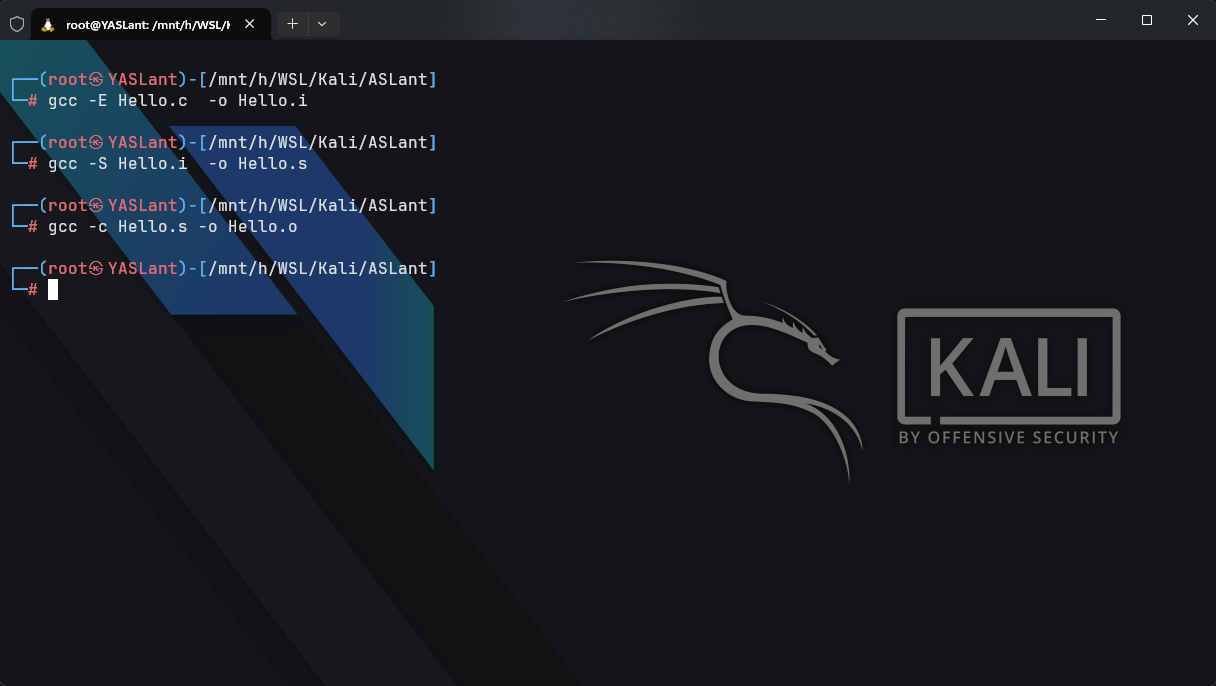 root@YASLant: /mnt/h/WSL/K
┌──(root㉿YASLant)-[/mnt/h/WSL/Kali/ASLant]
└─# gcc -E Hello.c  -o Hello.i
┌──(root㉿YASLant)-[/mnt/h/WSL/Kali/ASLant]
└─# gcc -S Hello.i  -o Hello.s
┌──(root㉿YASLant)-[/mnt/h/WSL/Kali/ASLant]
└─# gcc -c Hello.s -o Hello.o
┌──(root㉿YASLant)-[/mnt/h/WSL/Kali/ASLant]
└─#
KALI
BY OFFENSIVE SECURITY